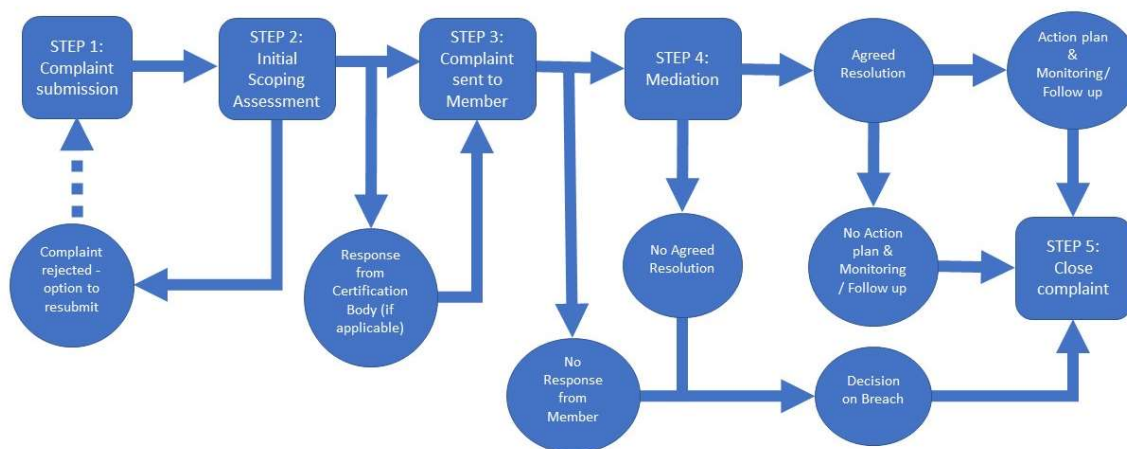 STEP 1:
Complaint
submission
STEP 2:
Initial
Scoping
Assessment
STEP 3:
Complaint
sent to
Member
STEP 4:
Mediation
Agreed
Resolution
Action plan
&
Monitoring/
Follow up
Complaint
rejected -
option to
resubmit
Response
from
Certification
Body (if
applicable)
No
Response
from
Member
No Agreed
Resolution
No Action
plan &
Monitoring
/ Follow up
Decision
on Breach
STEP 5:
Close
complaint